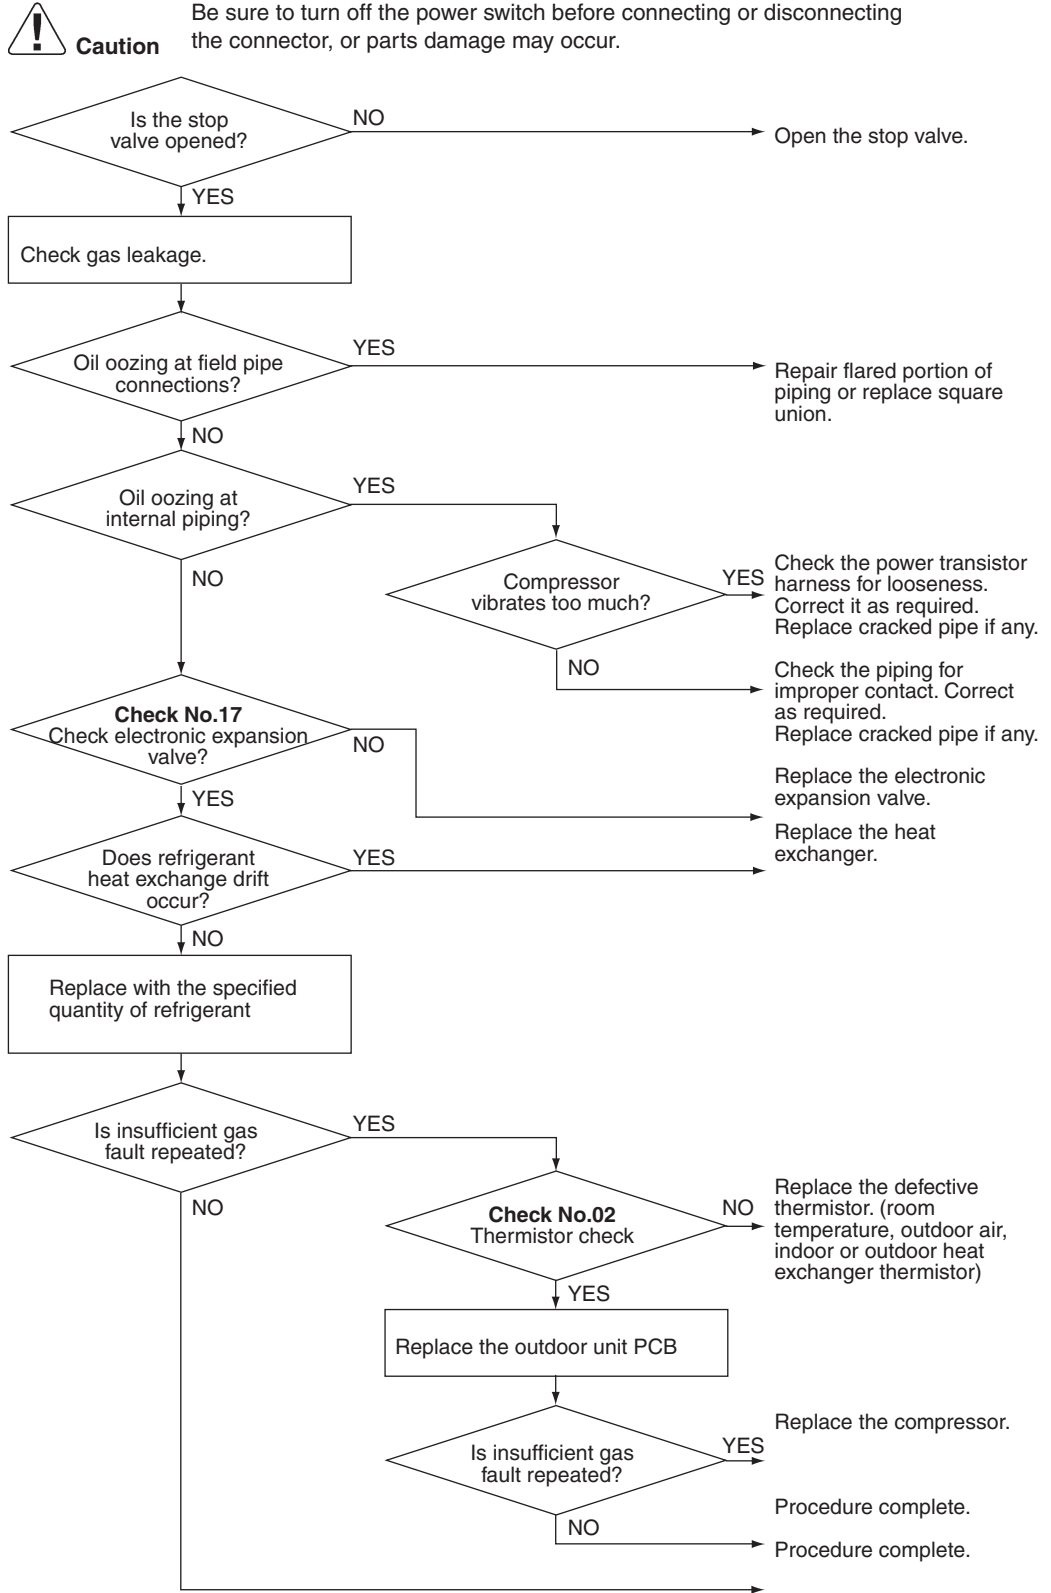 Be sure to turn off the power switch before connecting or disconnecting
Caution
the connector, or parts damage may occur.
Is the stop
valve opened?
NO
Open the stop valve.
YES
Check gas leakage.
Oil oozing at field pipe
connections?
YES
Repair flared portion of
piping or replace square
union.
NO
Oil oozing at
internal piping?
YES
NO
Compressor
vibrates too much?
YES
Check the power transistor
harness for looseness.
Correct it as required.
Replace cracked pipe if any.
NO
Check the piping for
improper contact. Correct
as required.
Replace cracked pipe if any.
Check No.17
Check electronic expansion
valve?
NO
Replace the electronic
expansion valve.
YES
Does refrigerant
heat exchange drift
occur?
YES
Replace the heat
exchanger.
NO
Replace with the specified
quantity of refrigerant
Is insufficient gas
fault repeated?
YES
NO
Check No.02
Thermistor check
NO
Replace the defective
thermistor. (room
temperature, outdoor air,
indoor or outdoor heat
exchanger thermistor)
YES
Replace the outdoor unit PCB
Is insufficient gas
fault repeated?
YES
Replace the compressor.
NO
Procedure complete.
Procedure complete.